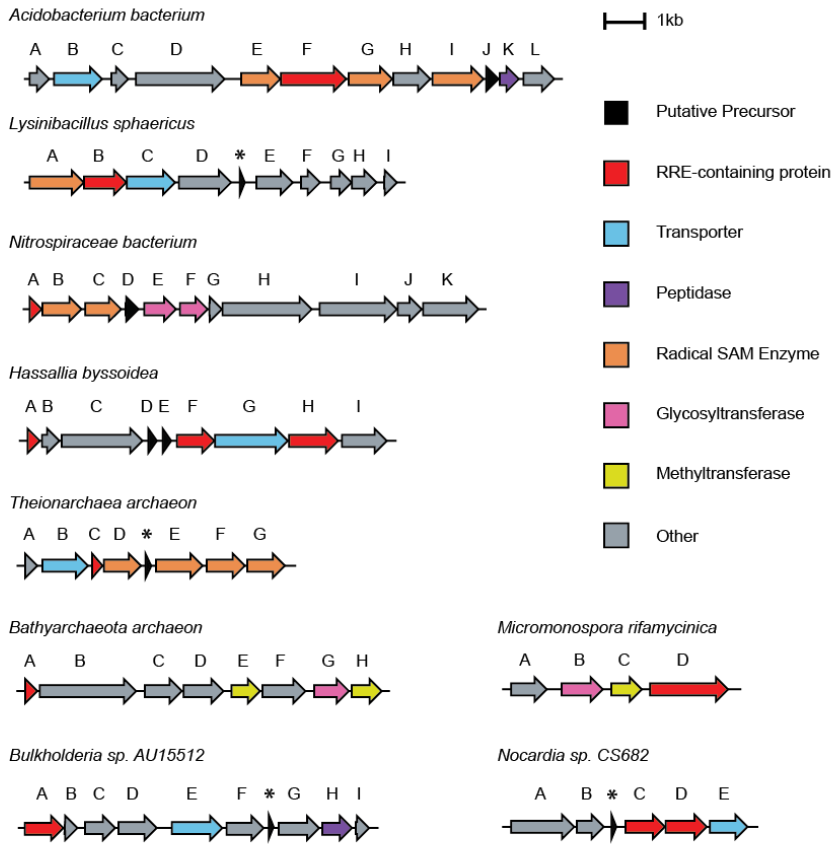 Acidobacterium bacterium
1kb
A B C D E F G H I J K L
Putative Precursor
Lysinibacillus sphaericus
A B C D * E F G H I
RRE-containing protein
Transporter
Nitrospiraceae bacterium
A B C D E F G H I J K
Peptidase
Radical SAM Enzyme
Hassallia byssoidea
A B C D E F G H I
Glycosyltransferase
Methyltransferase
Theionarchaea archaeon
A B C D * E F G
Other
Bathyarchaeota archaeon
A B C D E F G H
Micromonospora rifamycinica
A B C D
Bulkholderia sp. AU15512
A B C D E F * G H I
Nocardia sp. CS682
A B * C D E